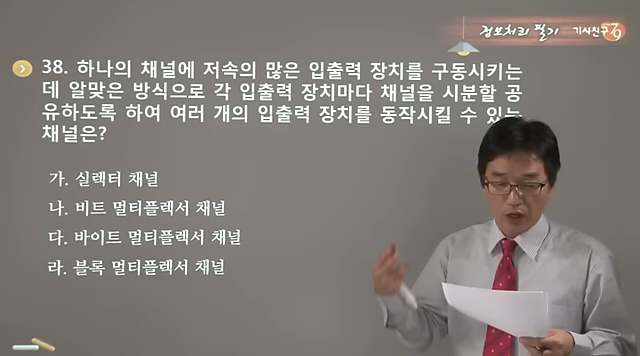 정보처리 필기 기사친구
38. 하나의 채널에 저속의 많은 입출력 장치를 구동시키는
데 알맞은 방식으로 각 입출력 장치마다 채널을 시분할 공
유하도록 하여 여러 개의 입출력 장치를 동작시킬 수 있는
채널은?
가. 실렉터 채널
나. 비트 멀티플렉서 채널
다. 바이트 멀티플렉서 채널
라. 블록 멀티플렉서 채널